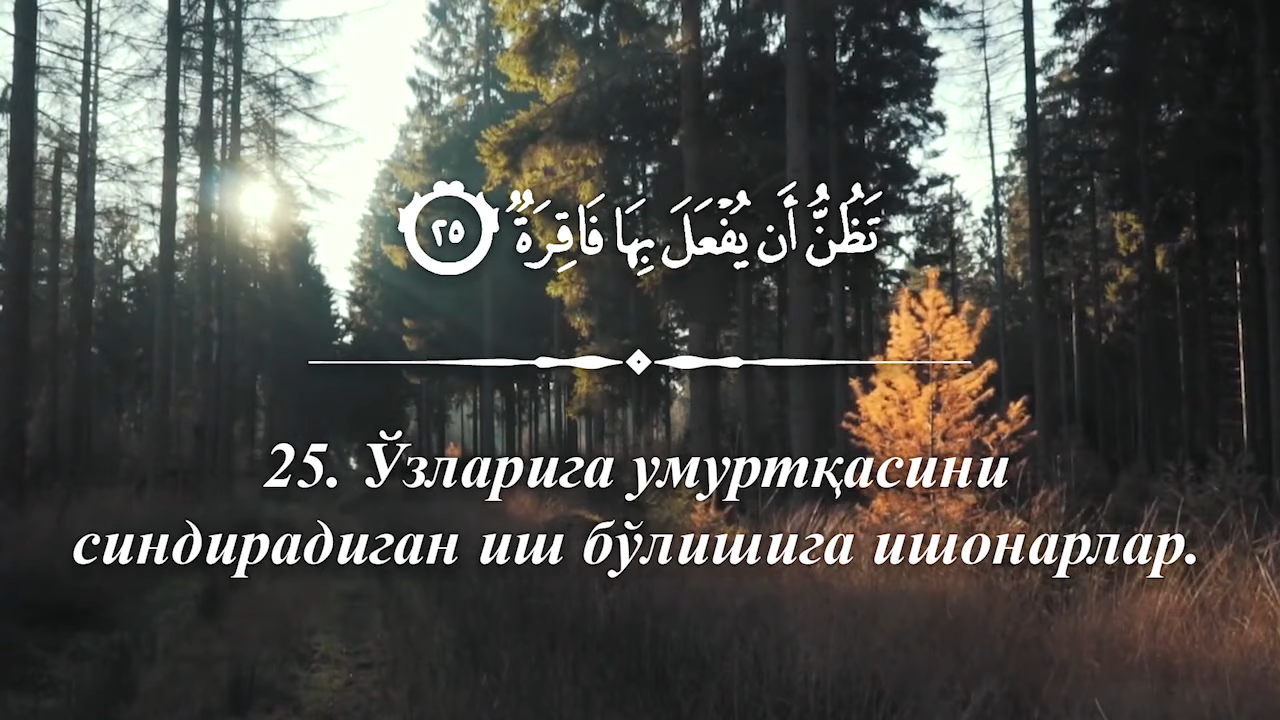 تَظُنُّ أَن يُفْعَلَ بِهَا فَاقِرَةٌ ٢٥
25. Ўзларига умуртқасини
синдирадиган иш бўлишига ишонарлар.